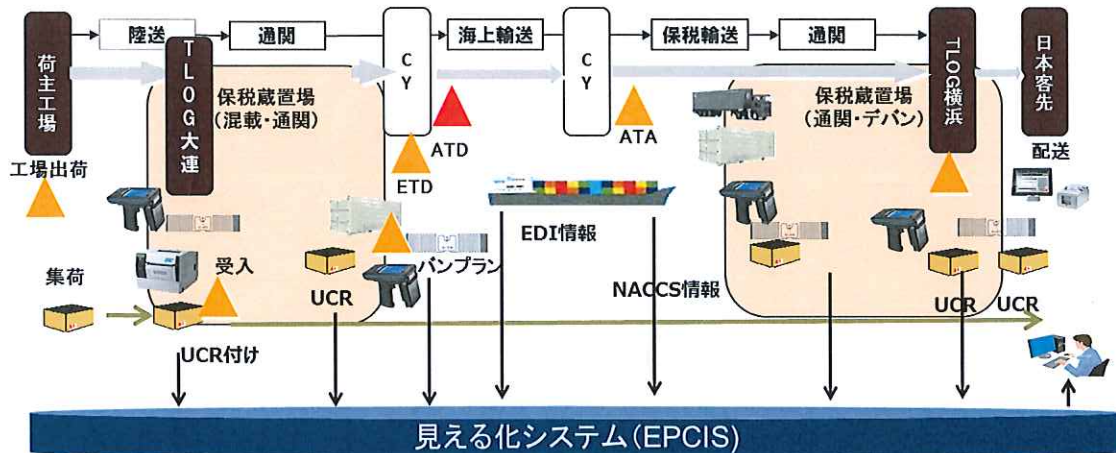 陸送
通関
海上輸送
保税輸送
通関
荷主工場
TLOG大連
CY
CY
TLOG横浜
日本客先
保税蔵置場
(混載・通関)
保税蔵置場
(通関・デバン)
工場出荷
ATD
ATA
配送
ETD
EDI情報
集荷
受入
バンプラン
UCR
NACCS情報
UCR
UCR
UCR付け
見える化システム(EPCIS)